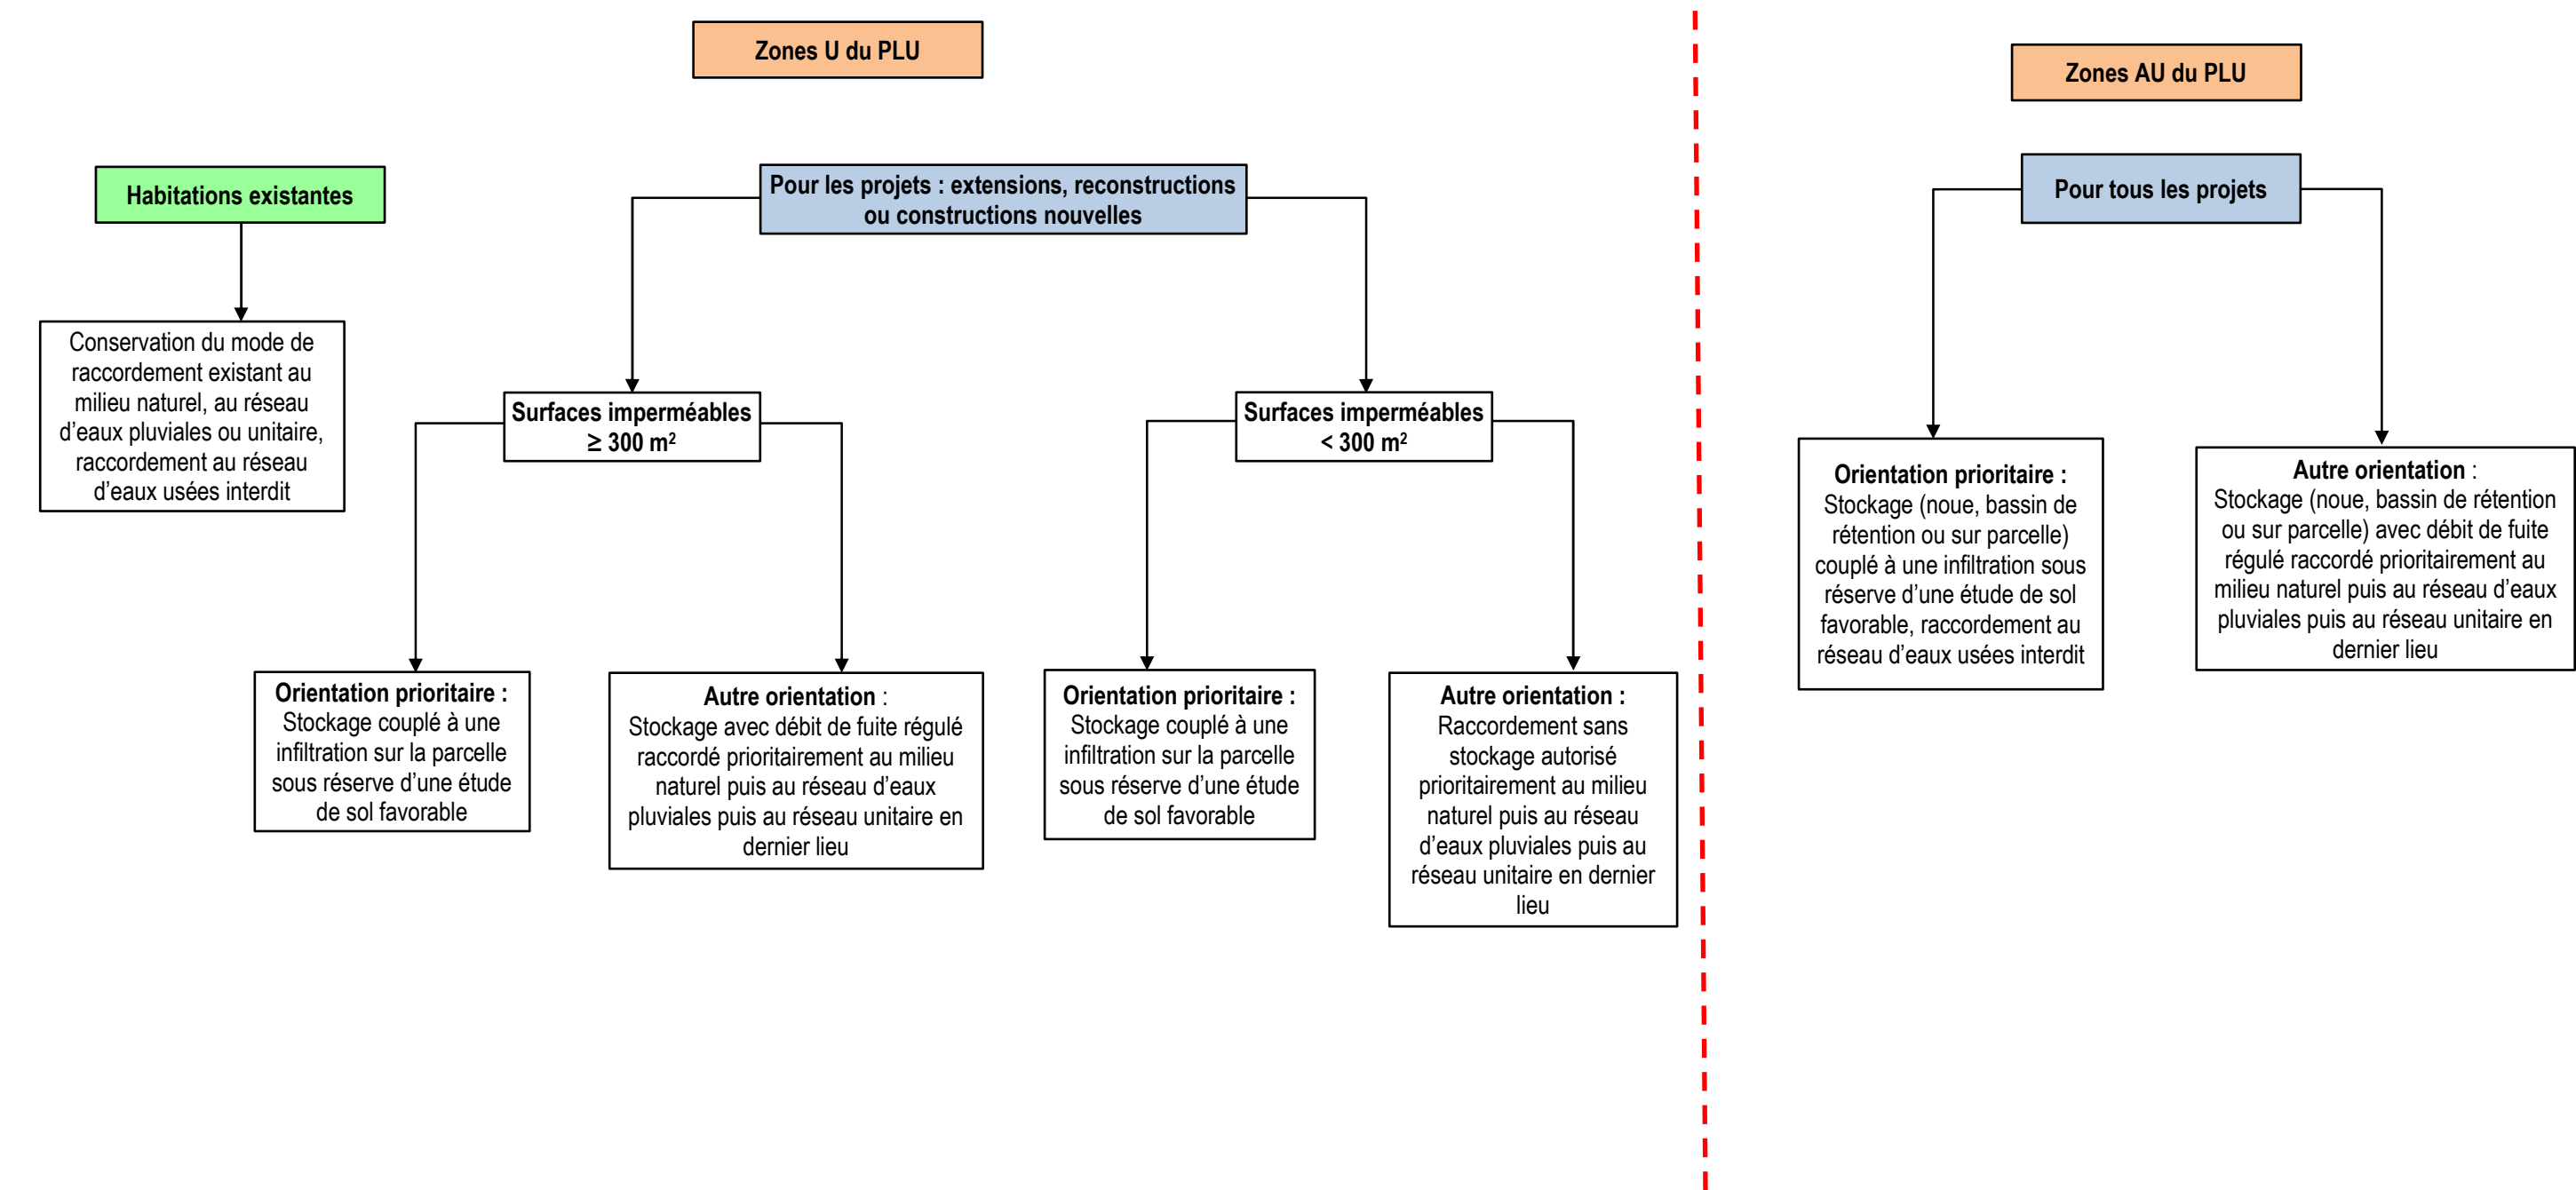 Zones U du PLU
Habitations existantes
Conservation du mode de
raccordement existant au
milieu naturel, au réseau
d’eaux pluviales ou unitaire,
raccordement au réseau
d’eaux usées interdit
Pour les projets : extensions, reconstructions
ou constructions nouvelles
Surfaces imperméables
≥ 300 m²
Orientation prioritaire :
Stockage couplé à une
infiltration sur la parcelle
sous réserve d’une étude
de sol favorable
Autre orientation :
Stockage avec débit de fuite régulé
raccordé prioritairement au milieu
naturel puis au réseau d’eaux
pluviales puis au réseau unitaire en
dernier lieu
Surfaces imperméables
< 300 m²
Orientation prioritaire :
Stockage couplé à une
infiltration sur la parcelle
sous réserve d’une étude
de sol favorable
Autre orientation :
Raccordement sans
stockage autorisé
prioritairement au milieu
naturel puis au réseau
d’eaux pluviales puis au
réseau unitaire en dernier
lieu
Zones AU du PLU
Pour tous les projets
Orientation prioritaire :
Stockage (noue, bassin de
rétention ou sur parcelle)
couplé à une infiltration sous
réserve d’une étude de sol
favorable, raccordement au
réseau d’eaux usées interdit
Autre orientation :
Stockage (noue, bassin de rétention
ou sur parcelle) avec débit de fuite
régulé raccordé prioritairement au
milieu naturel puis au réseau d’eaux
pluviales puis au réseau unitaire en
dernier lieu